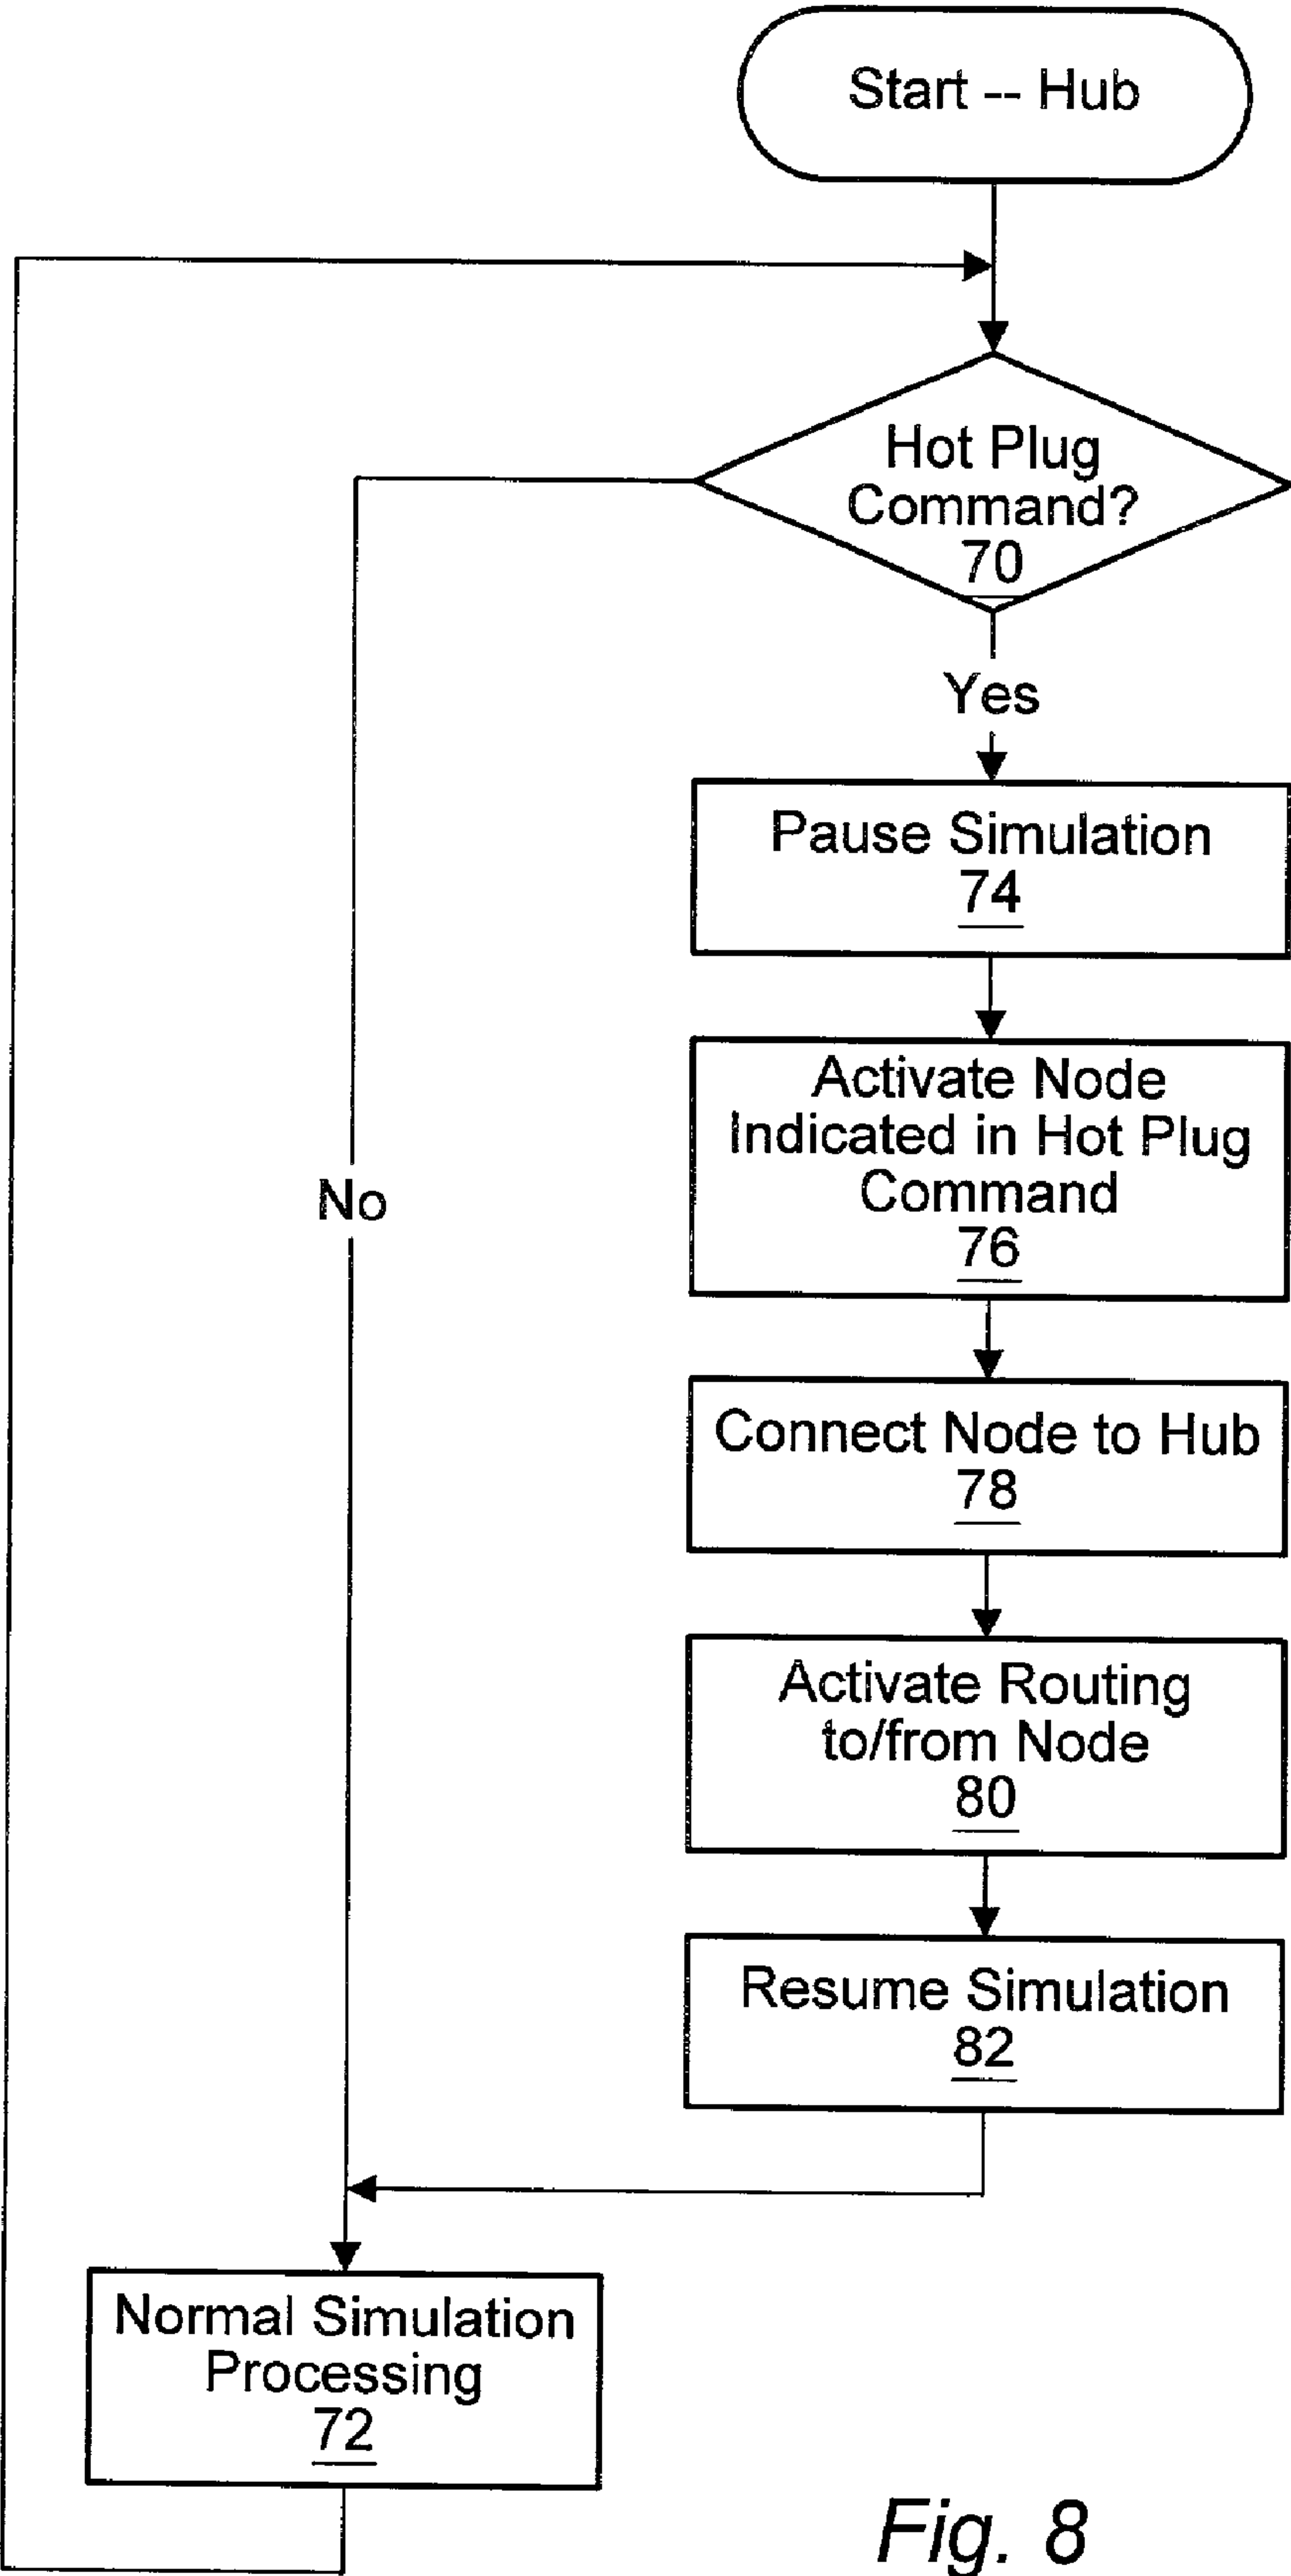 Start -- Hub
Hot Plug
Command?
70
Yes
Pause Simulation
74
Activate Node
Indicated in Hot Plug
Command
76
No
Connect Node to Hub
78
Activate Routing
to/from Node
80
Resume Simulation
82
Normal Simulation
Processing
72
Fig. 8